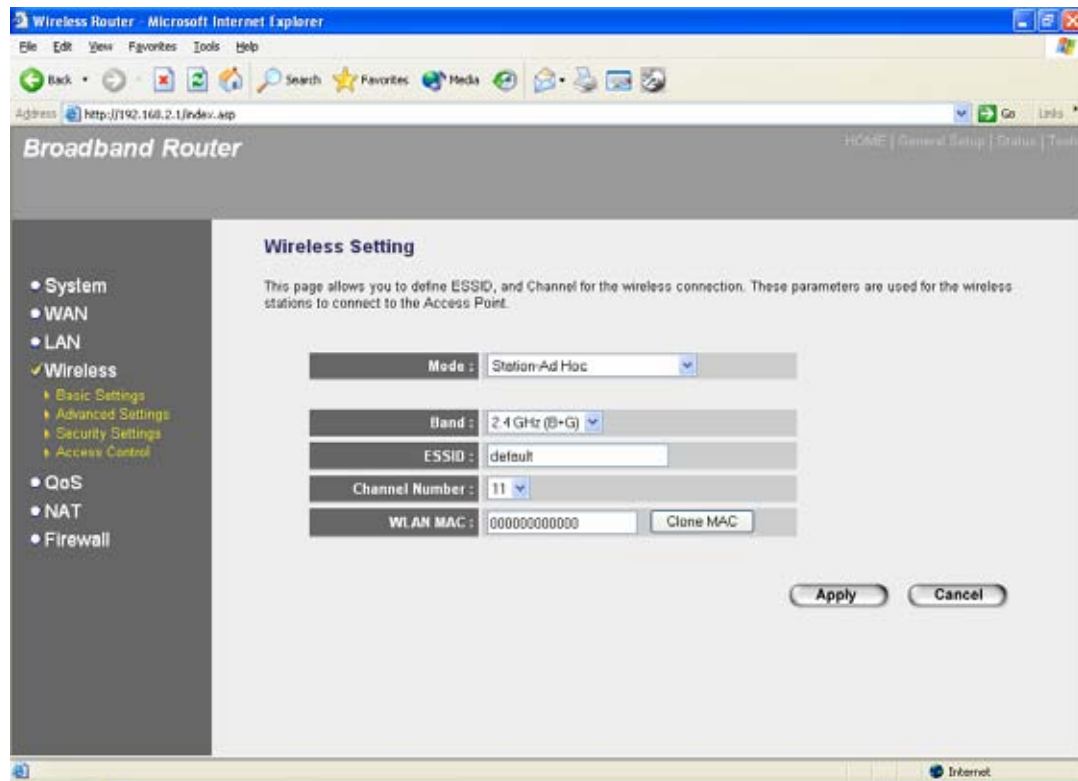 Wireless Router - Microsoft Internet Explorer
File Edit View Favorites Tools Help
Back Search Favorites Media
Address http://192.168.2.1/index.asp Go Links
Broadband Router
HOME | General Setup | Status | Tools
Wireless Setting
This page allows you to define ESSID, and Channel for the wireless connection. These parameters are used for the wireless
stations to connect to the Access Point.
System
WAN
LAN
Wireless
Basic Settings
Advanced Settings
Security Settings
Access Control
QoS
NAT
Firewall
Mode : Station-Ad Hoc
Band : 2.4 GHz (B+G)
ESSID : default
Channel Number : 11
WLAN MAC : 000000000000 Clone MAC
Apply Cancel
Internet